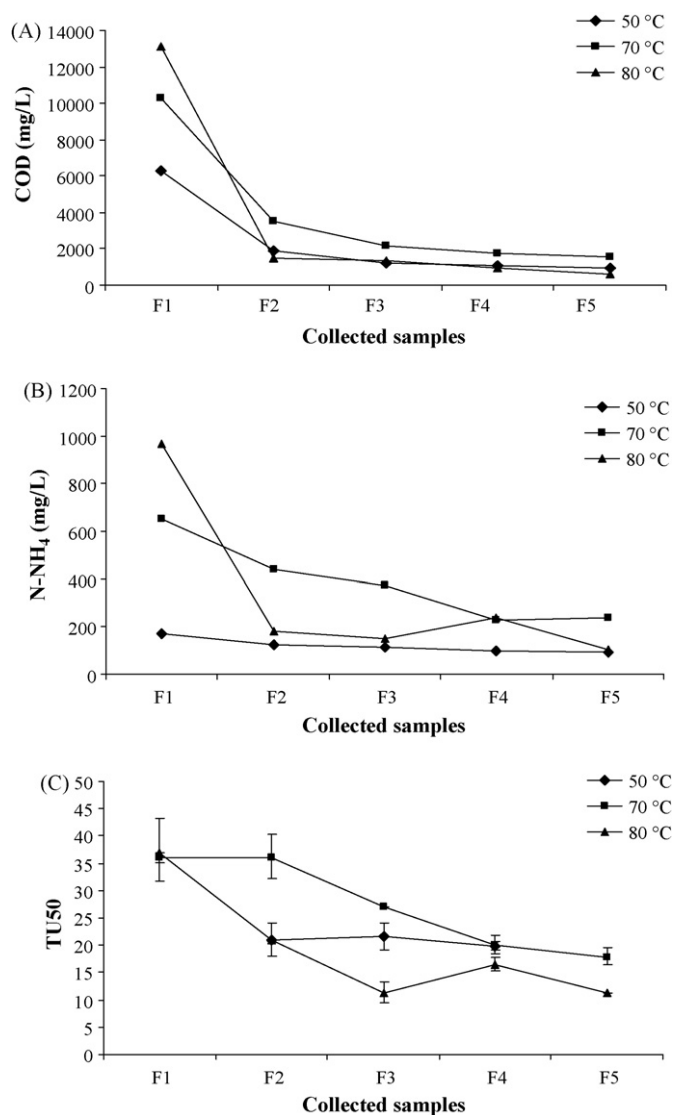 (A)
14000
12000
10000
8000
6000
4000
2000
0
COD (mg/L)
50 °C
70 °C
80 °C
F1 F2 F3 F4 F5
Collected samples
(B)
1200
1000
800
600
400
200
0
N-NH₄ (mg/L)
50 °C
70 °C
80 °C
F1 F2 F3 F4 F5
Collected samples
(C)
50
45
40
35
30
25
20
15
10
5
0
TU50
50 °C
70 °C
80 °C
F1 F2 F3 F4 F5
Collected samples